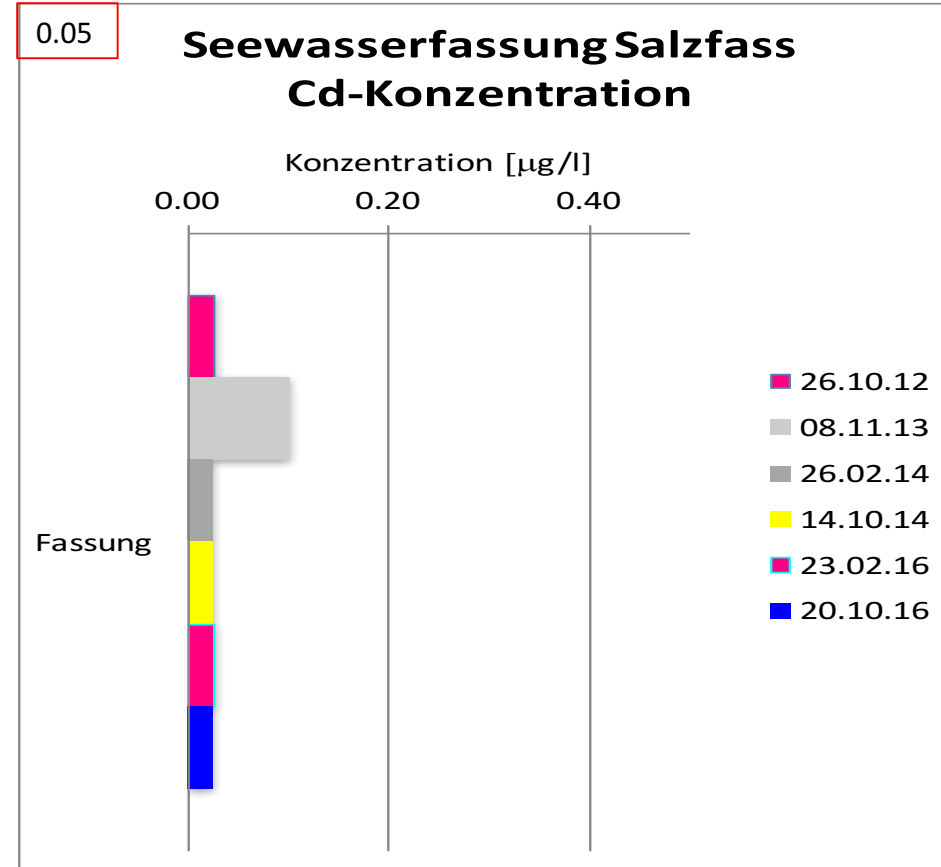 0.05
Seewasserfassung Salzfass
Cd-Konzentration
Konzentration [µg/l]
0.00 0.20 0.40
Fassung
26.10.12
08.11.13
26.02.14
14.10.14
23.02.16
20.10.16